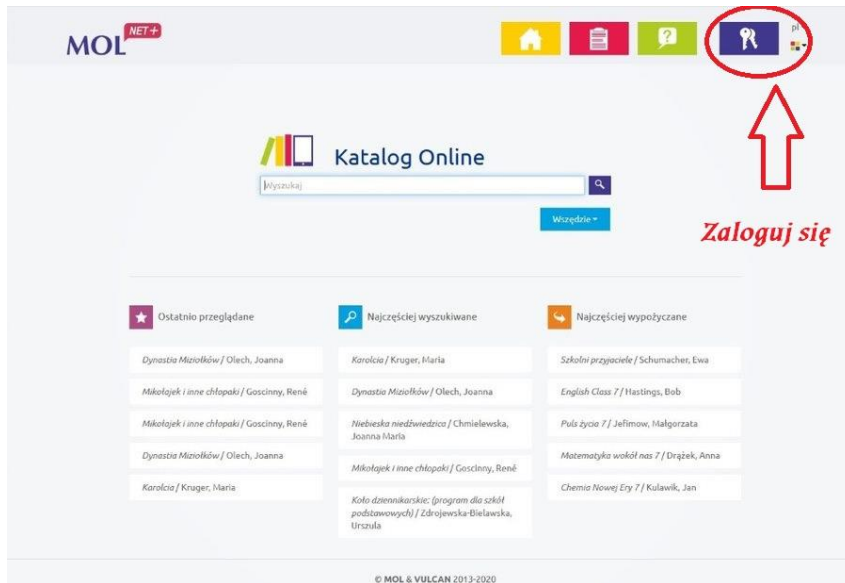 MOL NET+
pl
Katalog Online
Wyszukaj
Wszędzie
Zaloguj się
Ostatnio przeglądane
Dynastia Miziołków / Olech, Joanna
Mikołajek i inne chłopaki / Goscinny, René
Mikołajek i inne chłopaki / Goscinny, René
Dynastia Miziołków / Olech, Joanna
Karolcia / Kruger, Maria
Najczęściej wyszukiwane
Karolcia / Kruger, Maria
Dynastia Miziołków / Olech, Joanna
Niebieska niedźwiedzica / Chmielewska,
Joanna Maria
Mikołajek i inne chłopaki / Goscinny, René
Koło dziennikarskie: (program dla szkół
podstawowych) / Zdrojewska-Bielawska,
Urszula
Najczęściej wypożyczane
Szkolni przyjaciele / Schumacher, Ewa
English Class 7 / Hastings, Bob
Puls życia 7 / Jefimow, Małgorzata
Matematyka wokół nas 7 / Drążek, Anna
Chemia Nowej Ery 7 / Kulawik, Jan
© MOL & VULCAN 2013-2020